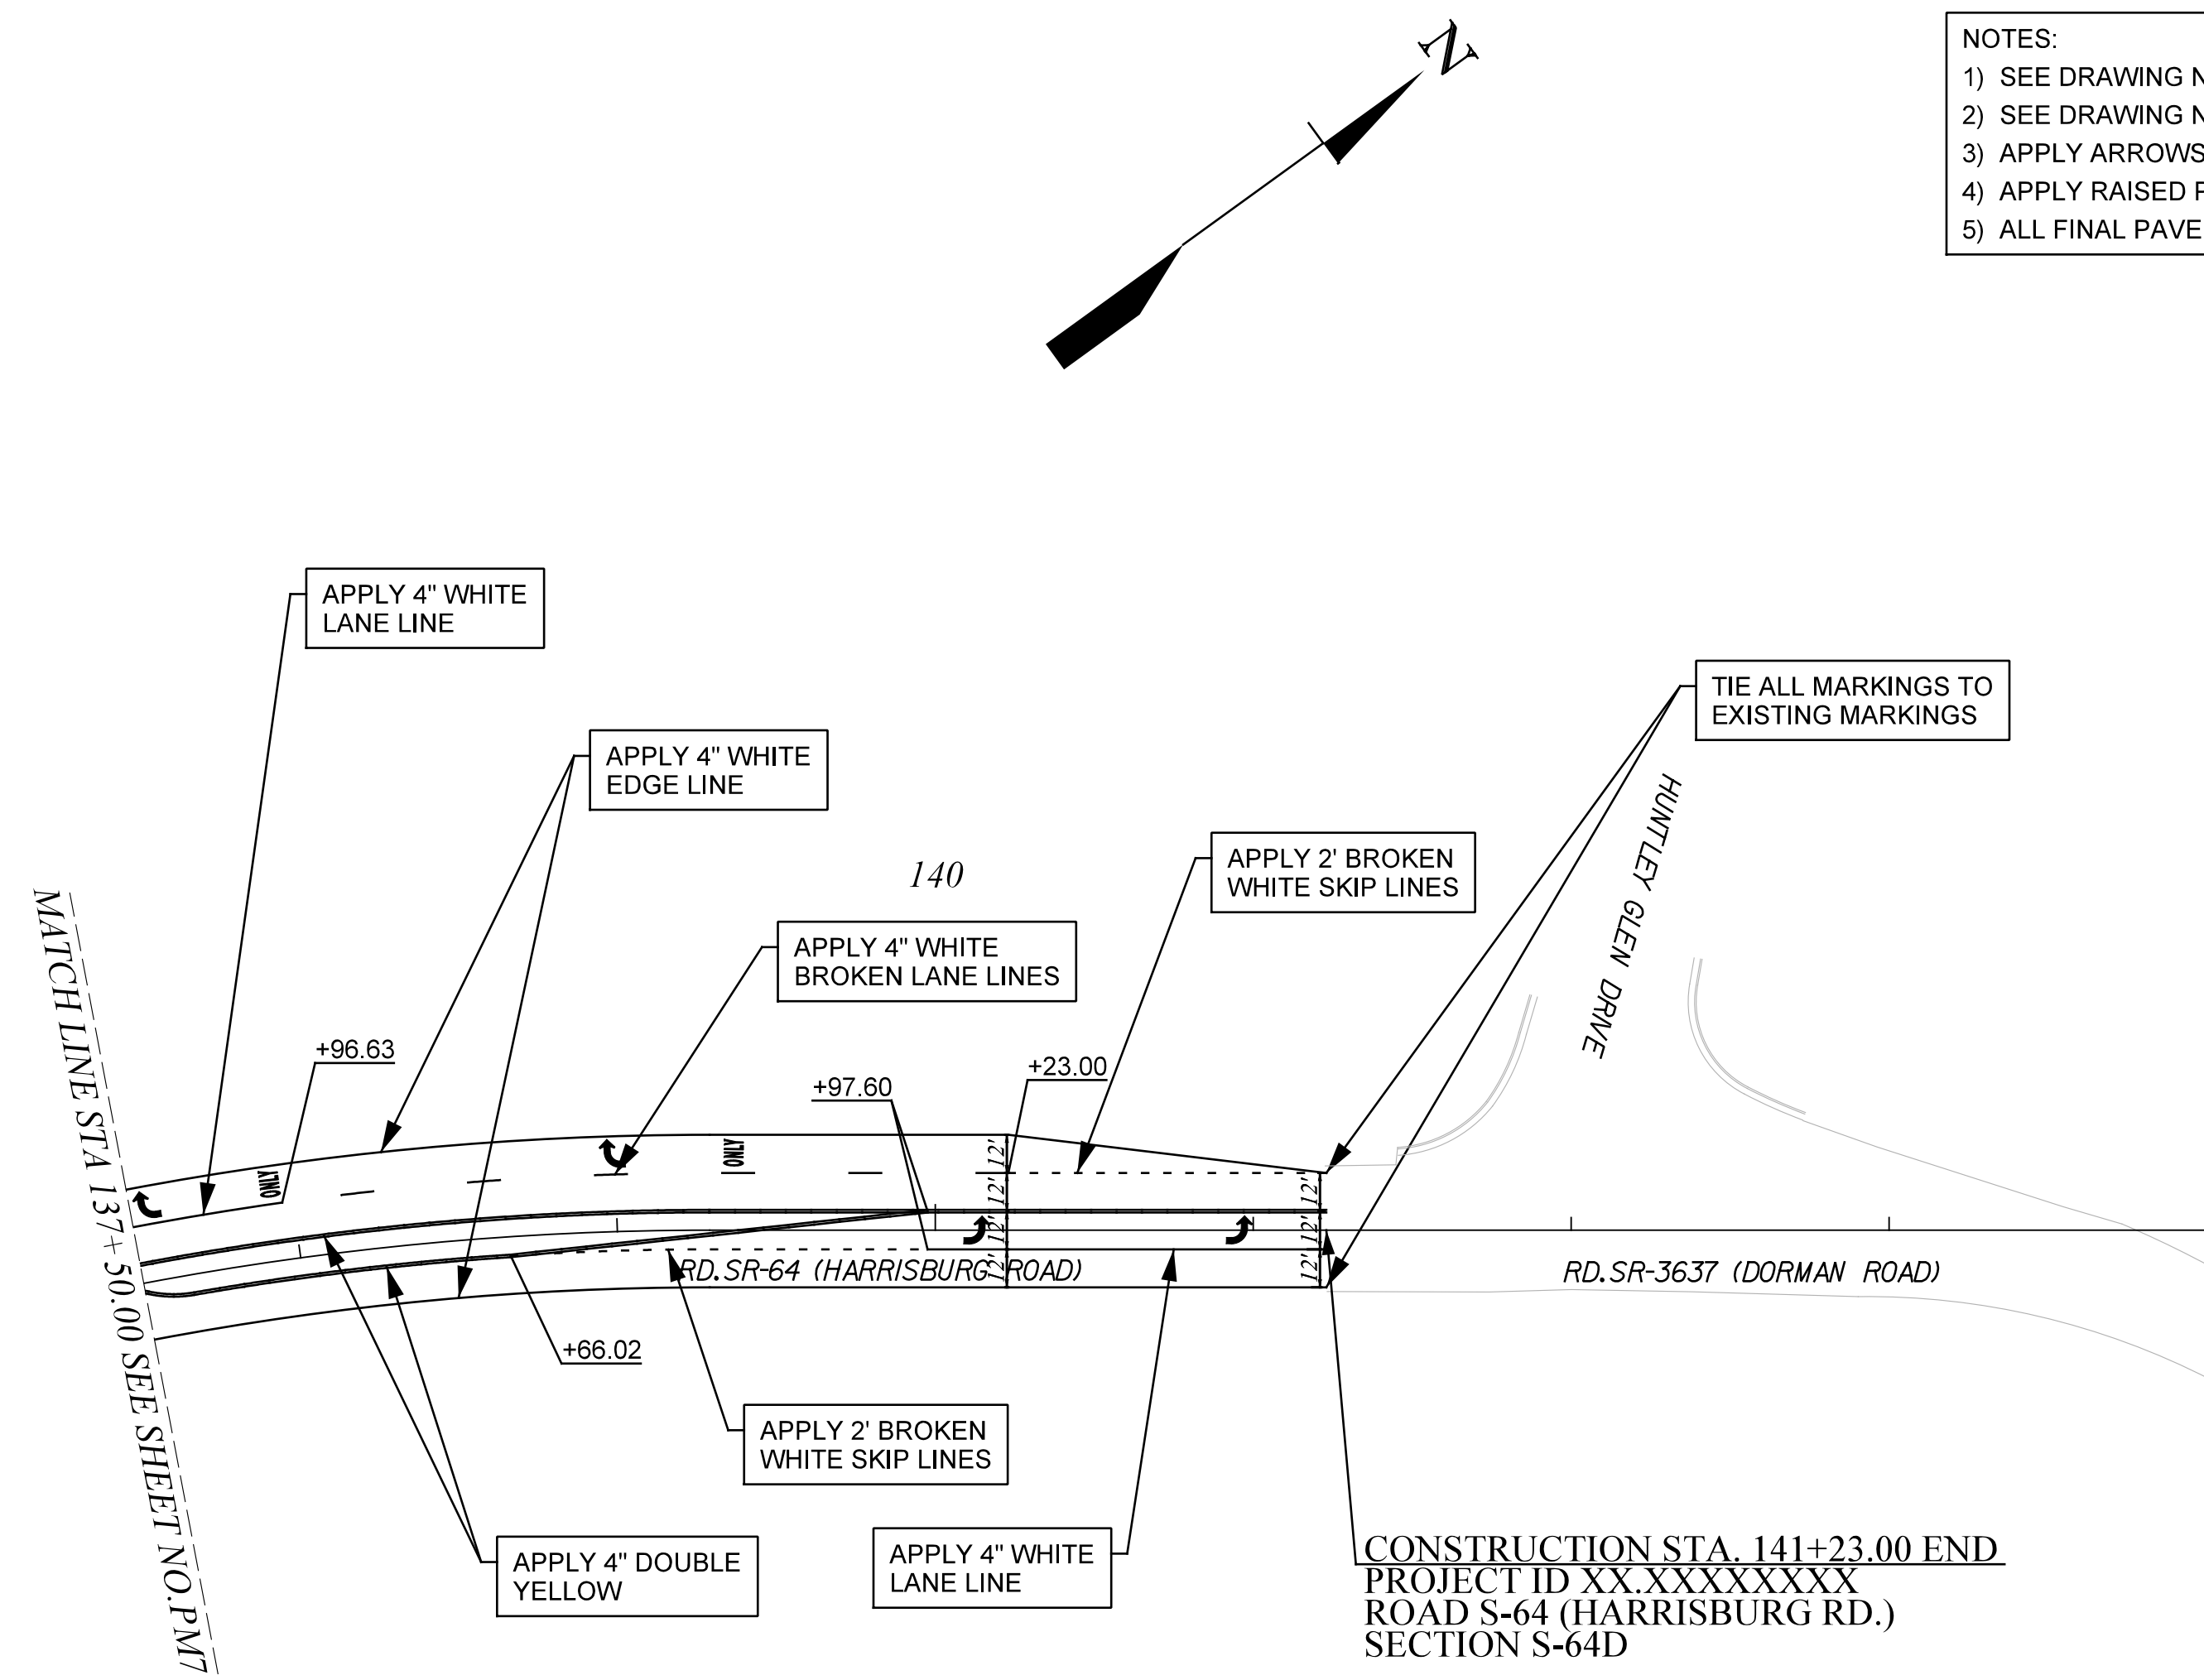 N
NOTES:
1) SEE DRAWING N
2) SEE DRAWING N
3) APPLY ARROWS
4) APPLY RAISED P
5) ALL FINAL PAVE
APPLY 4" WHITE
LANE LINE
APPLY 4" WHITE
EDGE LINE
TIE ALL MARKINGS TO
EXISTING MARKINGS
HUNTLEY GLEN DRIVE
140
APPLY 2' BROKEN
WHITE SKIP LINES
APPLY 4" WHITE
BROKEN LANE LINES
MATCH LINE STA 137+50.00 SEE SHEET NO.PM7
+96.63
+97.60
+23.00
ONLY
ONLY
12'
12'
12'
12'
12'
12'
12'
RD.SR-64 (HARRISBURG ROAD)
RD.SR-3637 (DORMAN ROAD)
+66.02
APPLY 2' BROKEN
WHITE SKIP LINES
APPLY 4" DOUBLE
YELLOW
APPLY 4" WHITE
LANE LINE
CONSTRUCTION STA. 141+23.00 END
PROJECT ID XX.XXXXXXXX
ROAD S-64 (HARRISBURG RD.)
SECTION S-64D